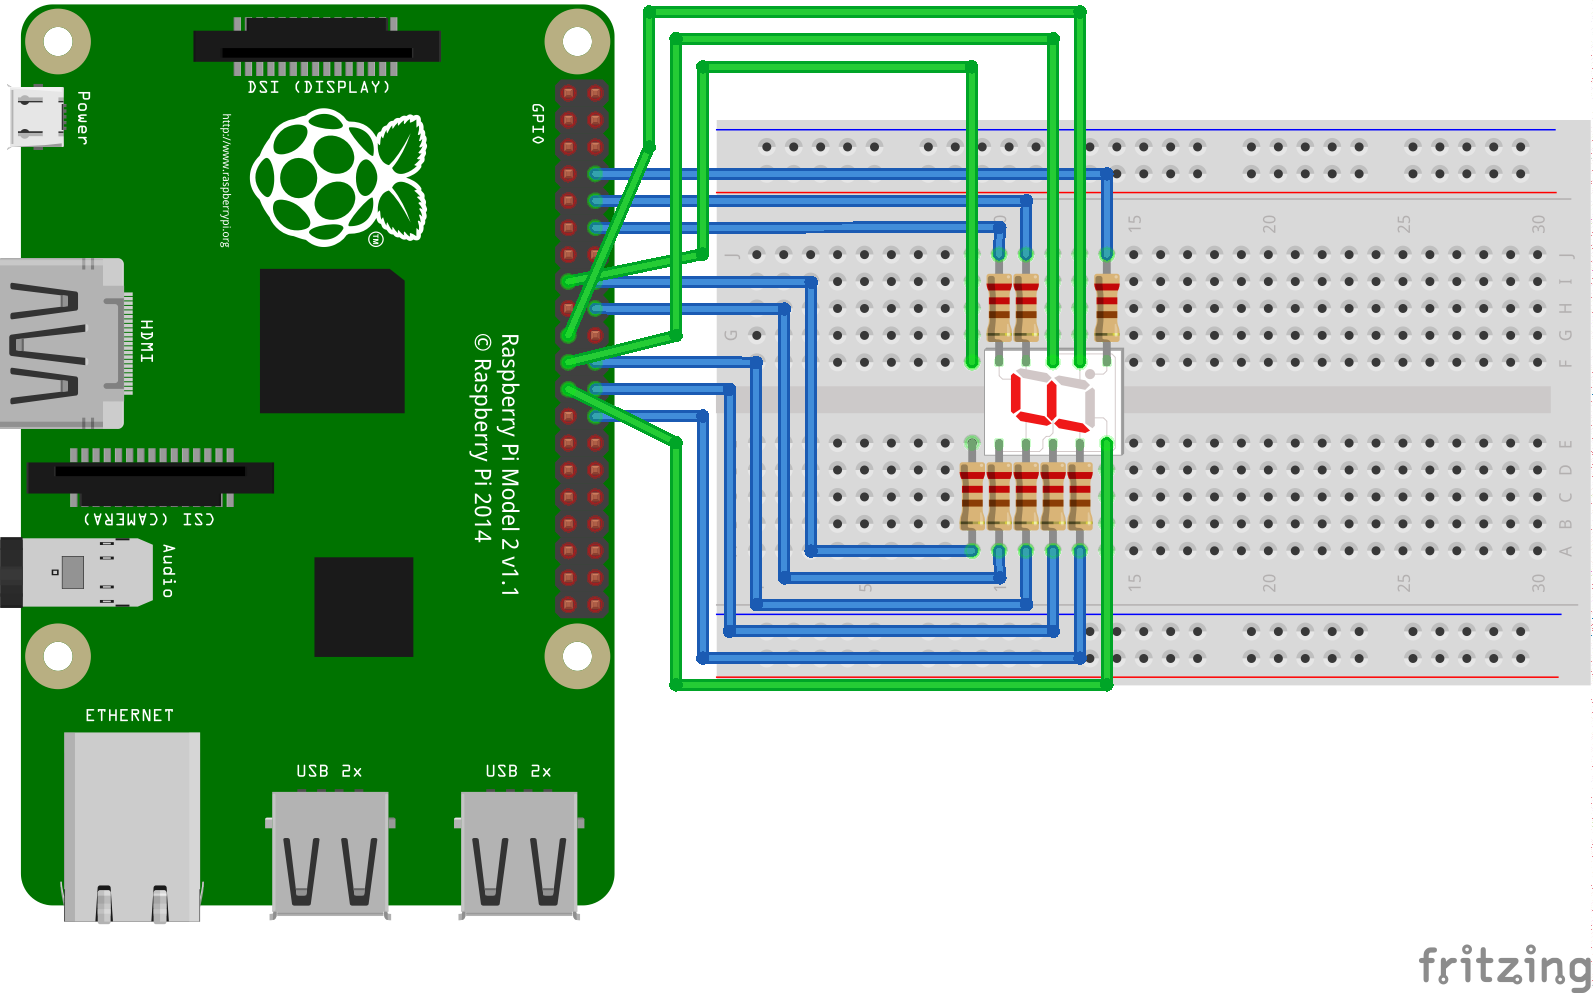 DSI (DISPLAY)
Power
GPIO
http://www.raspberrypi.org
TM
HDMI
Raspberry Pi Model 2 v1.1
© Raspberry Pi 2014
CSI (CAMERA)
Audio
ETHERNET
USB 2x
USB 2x
15
20
25
30
J
J
I
H
G
G
F
E
D
C
B
A
5
15
20
25
30
fritzing